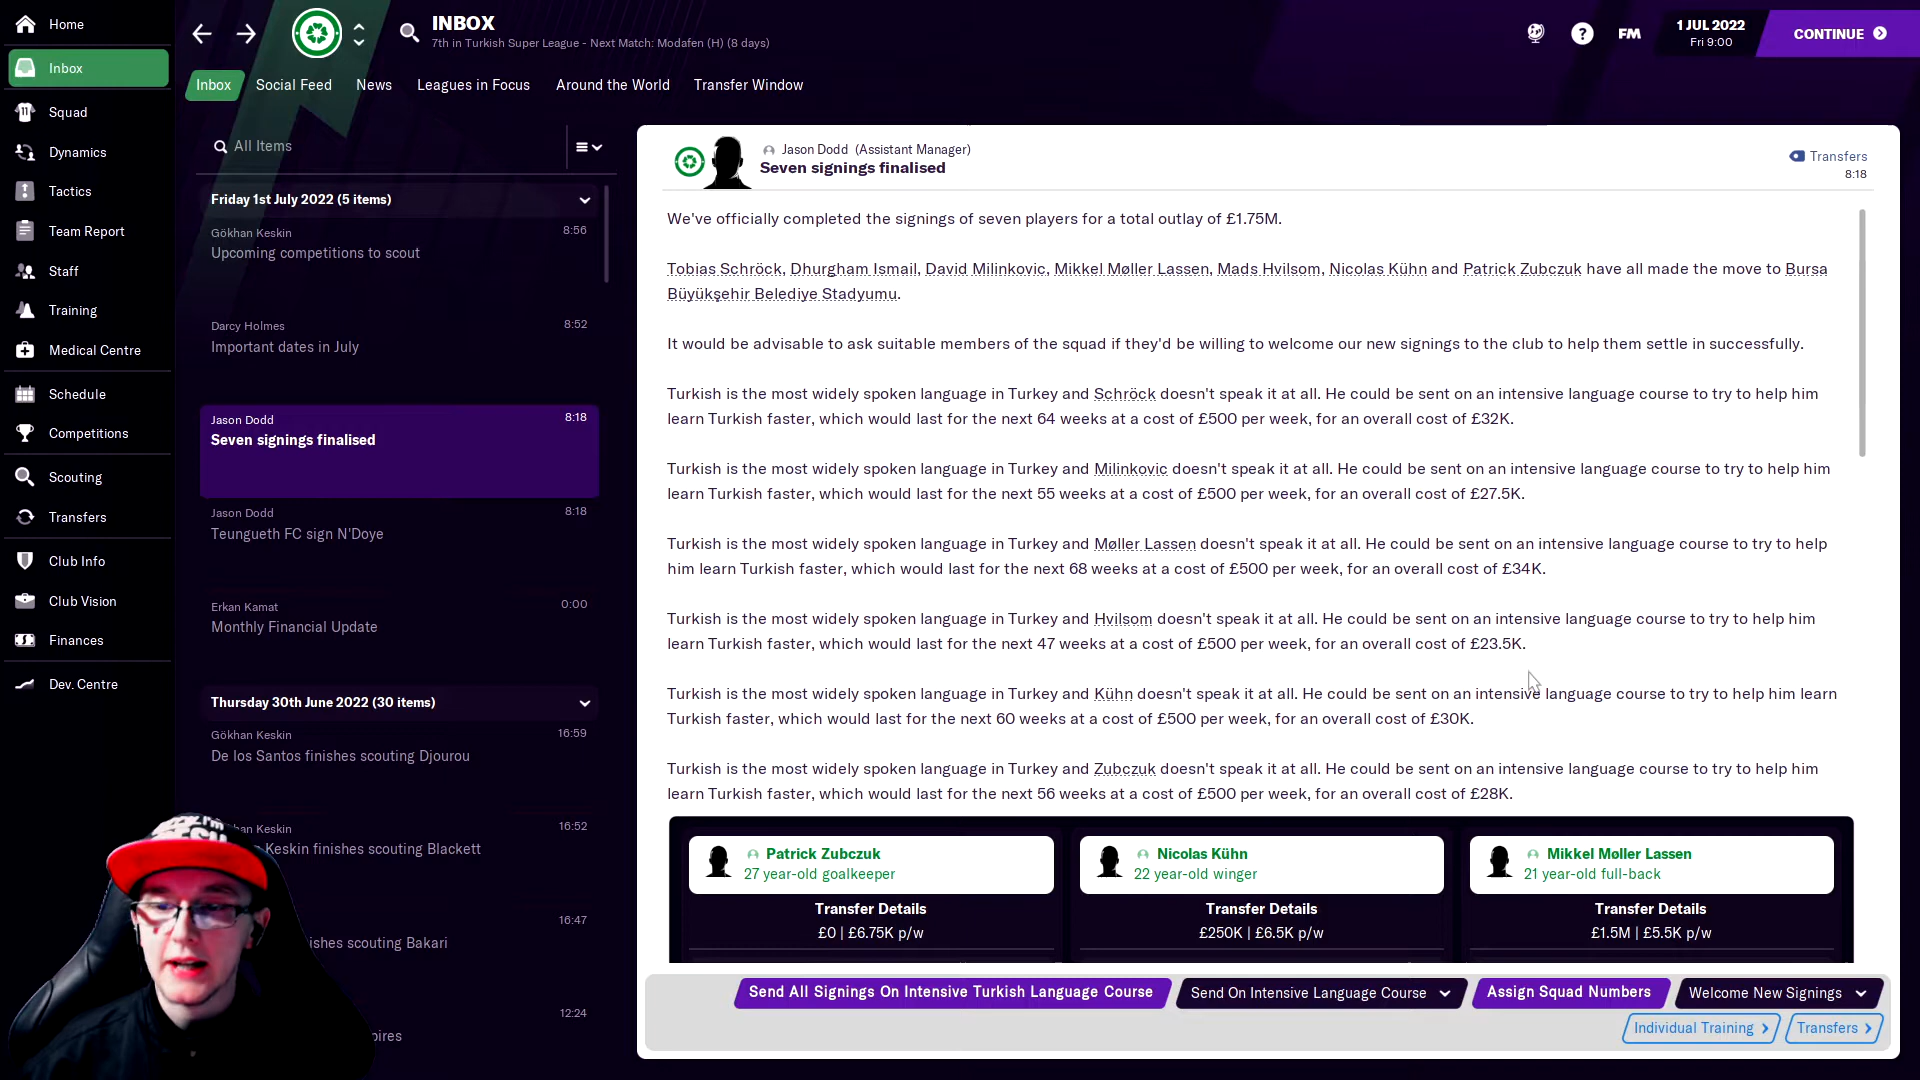 Home
Inbox
Squad
Dynamics
Tactics
Team Report
Staff
Training
Medical Centre
Schedule
Competitions
Scouting
Transfers
Club Info
Club Vision
Finances
Dev. Centre
INBOX
7th in Turkish Super League - Next Match: Modafen (H) (8 days)
?
FM
1 JUL 2022
Fri 9:00
CONTINUE
Inbox Social Feed News Leagues in Focus Around the World Transfer Window
All Items
Friday 1st July 2022 (5 items)
Gökhan Keskin 8:56
Upcoming competitions to scout
Darcy Holmes 8:52
Important dates in July
Jason Dodd 8:18
Seven signings finalised
Jason Dodd 8:18
Teungueth FC sign N'Doye
Erkan Kamat 0:00
Monthly Financial Update
Thursday 30th June 2022 (30 items)
Gökhan Keskin 16:59
De los Santos finishes scouting Djourou
han Keskin 16:52
Keskin finishes scouting Blackett
16:47
ishes scouting Bakari
12:24
pires
Jason Dodd (Assistant Manager)
Seven signings finalised
Transfers
8:18
We've officially completed the signings of seven players for a total outlay of £1.75M.
Tobias Schröck, Dhurgham Ismail, David Milinkovic, Mikkel Møller Lassen, Mads Hvilsom, Nicolas Kühn and Patrick Zubczuk have all made the move to Bursa
Büyükşehir Belediye Stadyumu.
It would be advisable to ask suitable members of the squad if they'd be willing to welcome our new signings to the club to help them settle in successfully.
Turkish is the most widely spoken language in Turkey and Schröck doesn't speak it at all. He could be sent on an intensive language course to try to help him
learn Turkish faster, which would last for the next 64 weeks at a cost of £500 per week, for an overall cost of £32K.
Turkish is the most widely spoken language in Turkey and Milinkovic doesn't speak it at all. He could be sent on an intensive language course to try to help him
learn Turkish faster, which would last for the next 55 weeks at a cost of £500 per week, for an overall cost of £27.5K.
Turkish is the most widely spoken language in Turkey and Møller Lassen doesn't speak it at all. He could be sent on an intensive language course to try to help
him learn Turkish faster, which would last for the next 68 weeks at a cost of £500 per week, for an overall cost of £34K.
Turkish is the most widely spoken language in Turkey and Hvilsom doesn't speak it at all. He could be sent on an intensive language course to try to help him
learn Turkish faster, which would last for the next 47 weeks at a cost of £500 per week, for an overall cost of £23.5K.
Turkish is the most widely spoken language in Turkey and Kühn doesn't speak it at all. He could be sent on an intensive language course to try to help him learn
Turkish faster, which would last for the next 60 weeks at a cost of £500 per week, for an overall cost of £30K.
Turkish is the most widely spoken language in Turkey and Zubczuk doesn't speak it at all. He could be sent on an intensive language course to try to help him
learn Turkish faster, which would last for the next 56 weeks at a cost of £500 per week, for an overall cost of £28K.
Patrick Zubczuk
27 year-old goalkeeper
Transfer Details
£0 | £6.75K p/w
Nicolas Kühn
22 year-old winger
Transfer Details
£250K | £6.5K p/w
Mikkel Møller Lassen
21 year-old full-back
Transfer Details
£1.5M | £5.5K p/w
Send All Signings On Intensive Turkish Language Course
Send On Intensive Language Course
Assign Squad Numbers
Welcome New Signings
Individual Training
Transfers